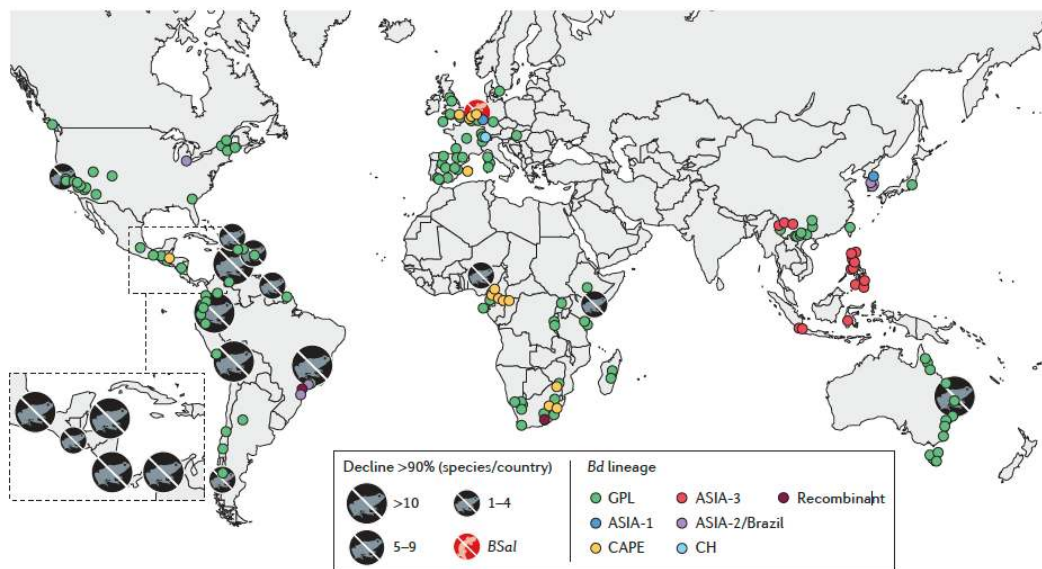 Decline >90% (species/country)
>10
1–4
5–9
BSal
Bd lineage
GPL
ASIA-3
Recombinant
ASIA-1
ASIA-2/Brazil
CAPE
CH